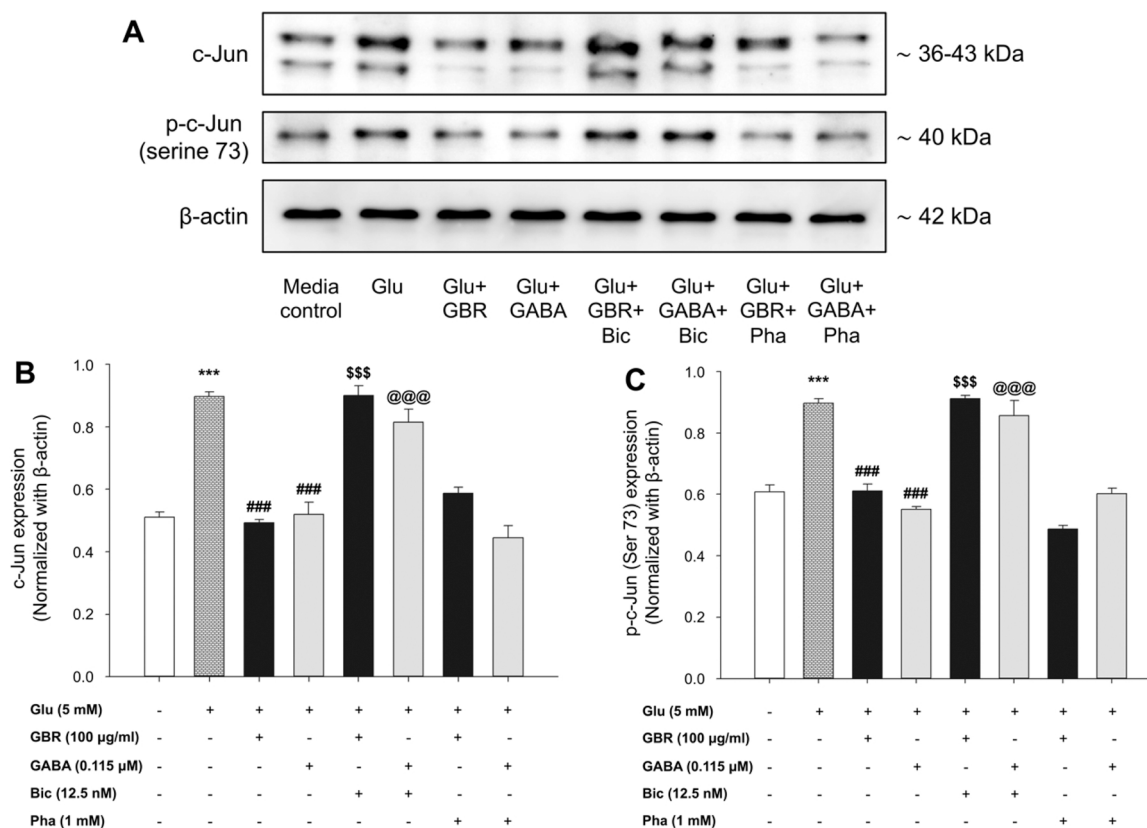 A
c-Jun
~ 36-43 kDa
p-c-Jun
(serine 73)
~ 40 kDa
β-actin
~ 42 kDa
Media control
Glu
Glu+ GBR
Glu+ GABA
Glu+ GBR+ Bic
Glu+ GABA+ Bic
Glu+ GBR+ Pha
Glu+ GABA+ Pha
B
c-Jun expression
(Normalized with β-actin)
1.0
0.8
0.6
0.4
0.2
0.0
***
###
###
$$$
@@@
Glu (5 mM) - + + + + + + +
GBR (100 µg/ml) - - + - + - + -
GABA (0.115 µM) - - - + - + - +
Bic (12.5 nM) - - - - + + - -
Pha (1 mM) - - - - - - + +
C
p-c-Jun (Ser 73) expression
(Normalized with β-actin)
1.0
0.8
0.6
0.4
0.2
0.0
***
###
###
$$$
@@@
Glu (5 mM) - + + + + + + +
GBR (100 µg/ml) - - + - + - + -
GABA (0.115 µM) - - - + - + - +
Bic (12.5 nM) - - - - + + - -
Pha (1 mM) - - - - - - + +